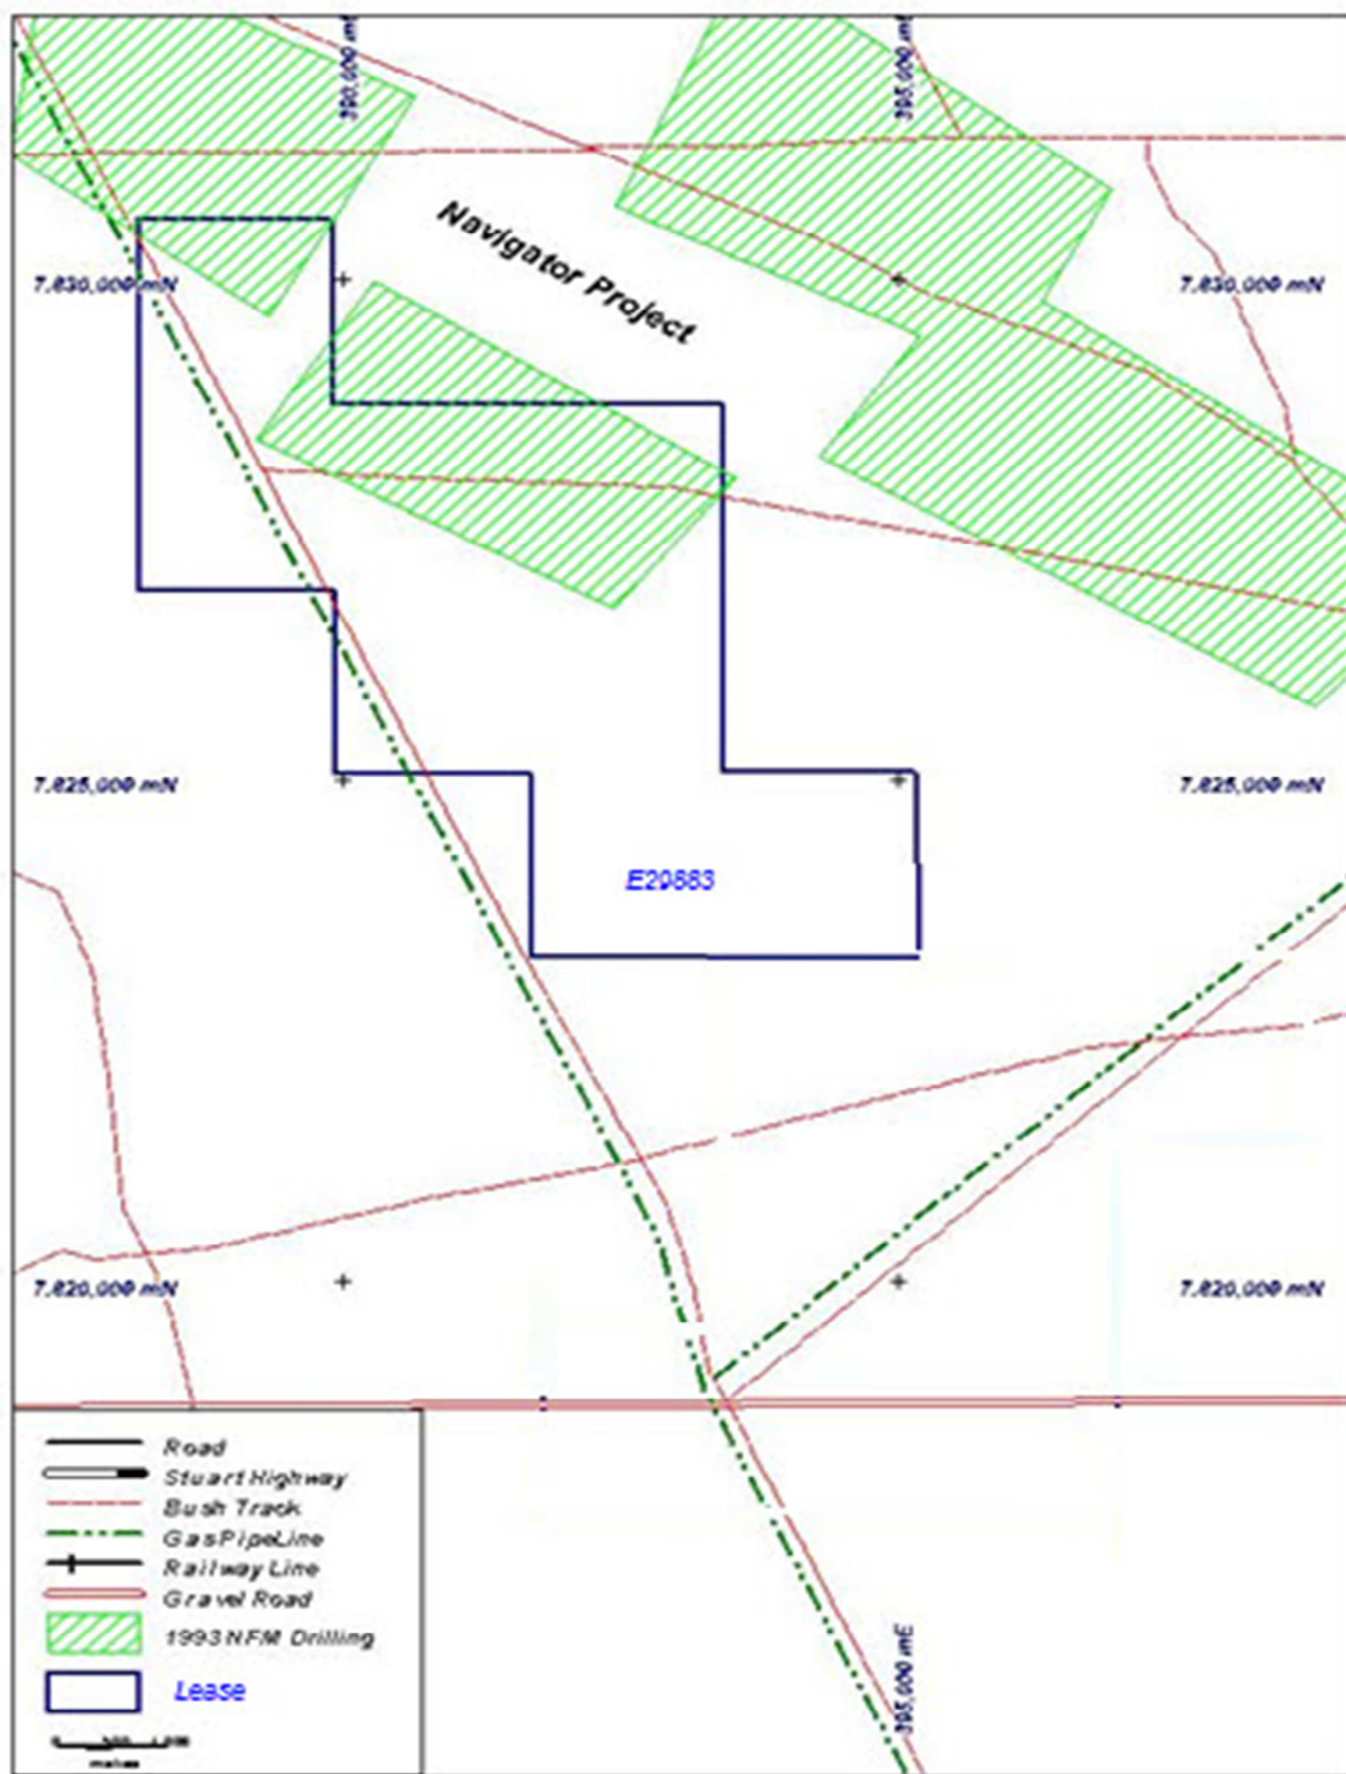 390,000 mE
395,000 mE
Navigator Project
7,830,000 mN
7,830,000 mN
7,825,000 mN
7,825,000 mN
E29883
7,820,000 mN
7,820,000 mN
Road
Stuart Highway
Bush Track
GasPipeLine
Railway Line
Gravel Road
1993 NFM Drilling
Lease
metres
395,000 mE